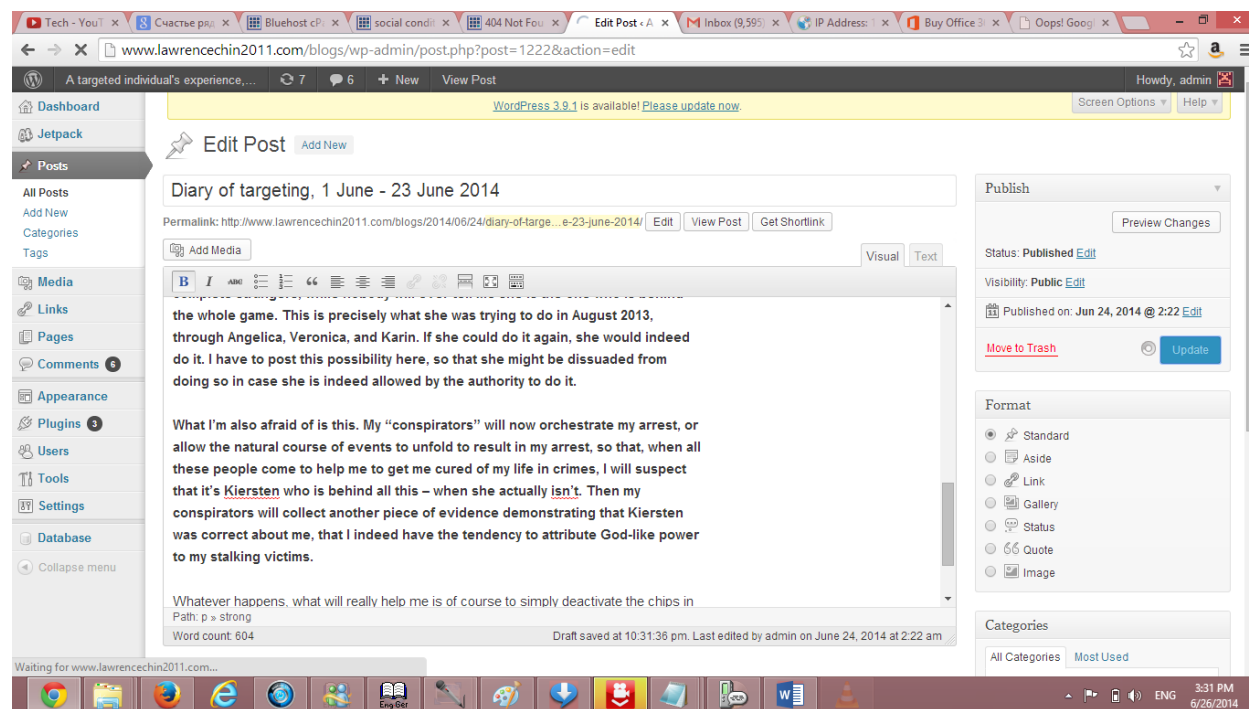 Tech - YouT
Счастье ряд
Bluehost cPa
social condit
404 Not Fou
Edit Post ‹ A
Inbox (9,595)
IP Address: 1
Buy Office 3
Oops! Googl
www.lawrencechin2011.com/blogs/wp-admin/post.php?post=1222&action=edit
A targeted individual's experience,... 7 6 + New View Post Howdy, admin
WordPress 3.9.1 is available! Please update now.
Screen Options Help
Dashboard
Jetpack
Posts
All Posts
Add New
Categories
Tags
Media
Links
Pages
Comments 6
Appearance
Plugins 3
Users
Tools
Settings
Database
Collapse menu
Edit Post Add New
Diary of targeting, 1 June - 23 June 2014
Permalink: http://www.lawrencechin2011.com/blogs/2014/06/24/diary-of-targe...e-23-june-2014/ Edit View Post Get Shortlink
Add Media
Visual Text
B I ABC
the whole game. This is precisely what she was trying to do in August 2013,
through Angelica, Veronica, and Karin. If she could do it again, she would indeed
do it. I have to post this possibility here, so that she might be dissuaded from
doing so in case she is indeed allowed by the authority to do it.
What I'm also afraid of is this. My “conspirators” will now orchestrate my arrest, or
allow the natural course of events to unfold to result in my arrest, so that, when all
these people come to help me to get me cured of my life in crimes, I will suspect
that it's Kiersten who is behind all this – when she actually isn't. Then my
conspirators will collect another piece of evidence demonstrating that Kiersten
was correct about me, that I indeed have the tendency to attribute God-like power
to my stalking victims.
Whatever happens, what will really help me is of course to simply deactivate the chips in
Path: p » strong
Word count: 604
Draft saved at 10:31:36 pm. Last edited by admin on June 24, 2014 at 2:22 am
Publish
Preview Changes
Status: Published Edit
Visibility: Public Edit
Published on: Jun 24, 2014 @ 2:22 Edit
Move to Trash
Update
Format
Standard
Aside
Link
Gallery
Status
Quote
Image
Categories
All Categories Most Used
Waiting for www.lawrencechin2011.com...
Eng Ger
ENG
3:31 PM
6/26/2014